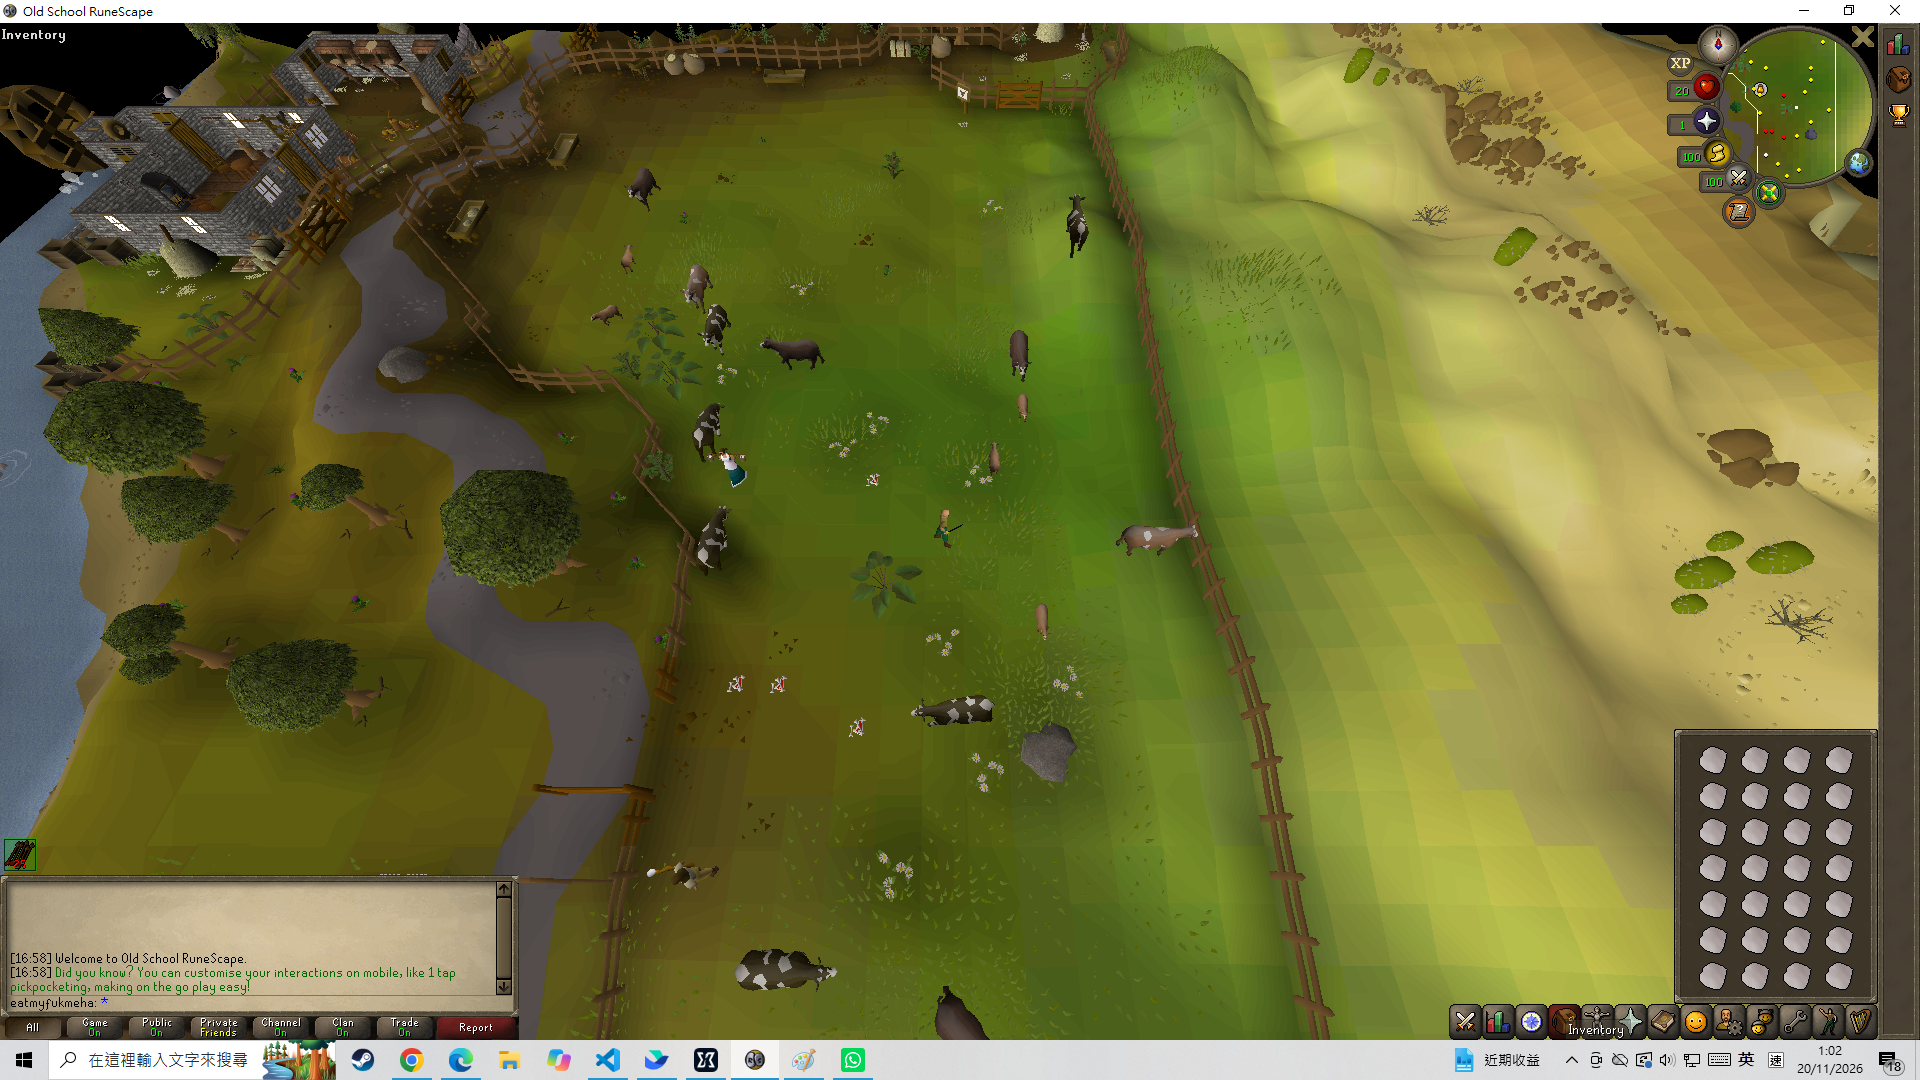 Old School RuneScape
Inventory
N
XP
20
1
100
100
25
[16:58] Welcome to Old School RuneScape.
[16:58] Did you know? You can customise your interactions on mobile, like 1 tap
pickpocketing, making on the go play easy!
eatmyfukmeha: *
All
Game
On
Public
On
Private
Friends
Channel
On
Clan
On
Trade
On
Report
Inventory
在這裡輸入文字來搜尋
近期收益
英
速
1:02
20/11/2026
18